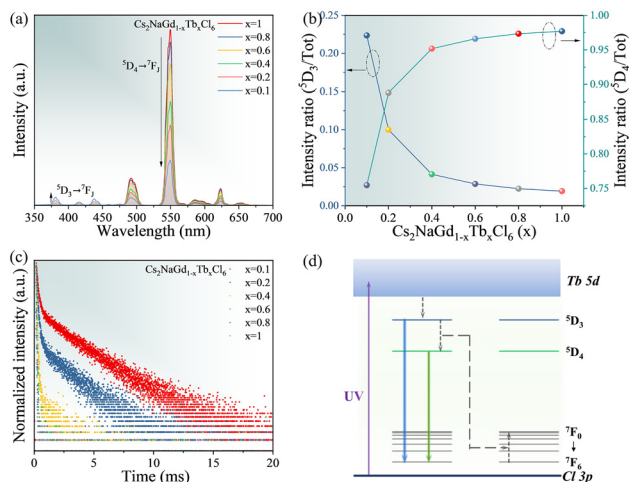 (a)
Cs₂NaGd₁₋ₓTbₓCl₆
x=1
x=0.8
x=0.6
x=0.4
x=0.2
x=0.1
⁵D₄→⁷F_J
⁵D₃→⁷F_J
Intensity (a.u.)
350 400 450 500 550 600 650 700
Wavelength (nm)
(b)
Intensity ratio (⁵D₃/Tot)
0.25
0.20
0.15
0.10
0.05
0.00
1.00
0.95
0.90
0.85
0.80
0.75
Intensity ratio (⁵D₄/Tot)
0.0 0.2 0.4 0.6 0.8 1.0
Cs₂NaGd₁₋ₓTbₓCl₆ (x)
(c)
Cs₂NaGd₁₋ₓTbₓCl₆
x=0.1
x=0.2
x=0.4
x=0.6
x=0.8
x=1
Normalized intensity (a.u.)
0 5 10 15 20
Time (ms)
(d)
Tb 5d
⁵D₃
⁵D₄
UV
⁷F₀
⁷F₆
Cl 3p